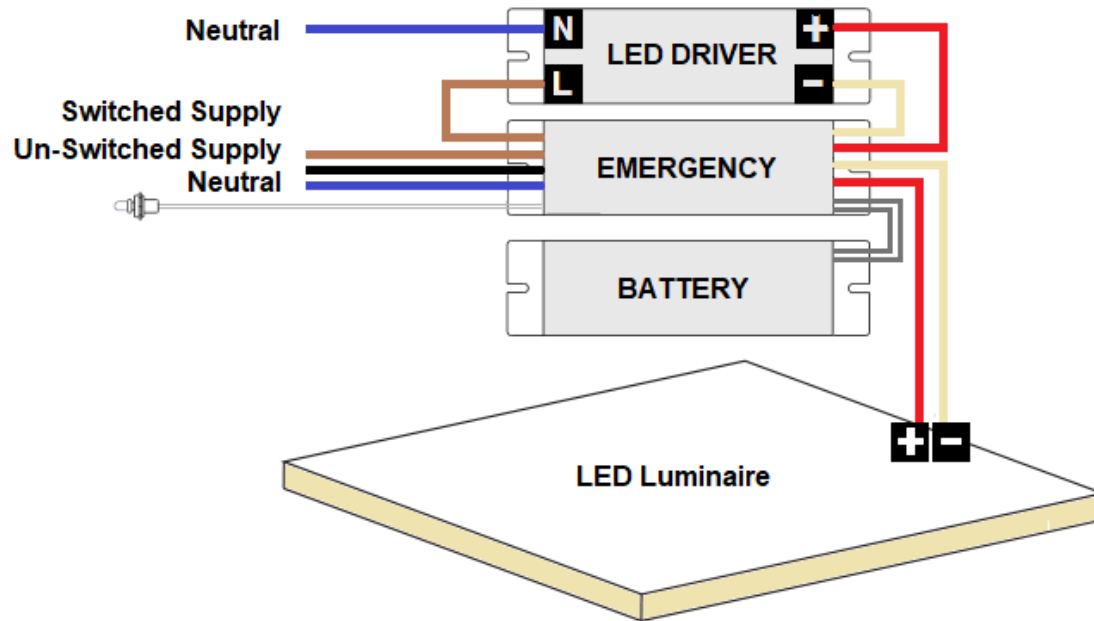 Neutral
N
+
LED DRIVER
L
-
Switched Supply
Un-Switched Supply
Neutral
EMERGENCY
BATTERY
+ -
LED Luminaire